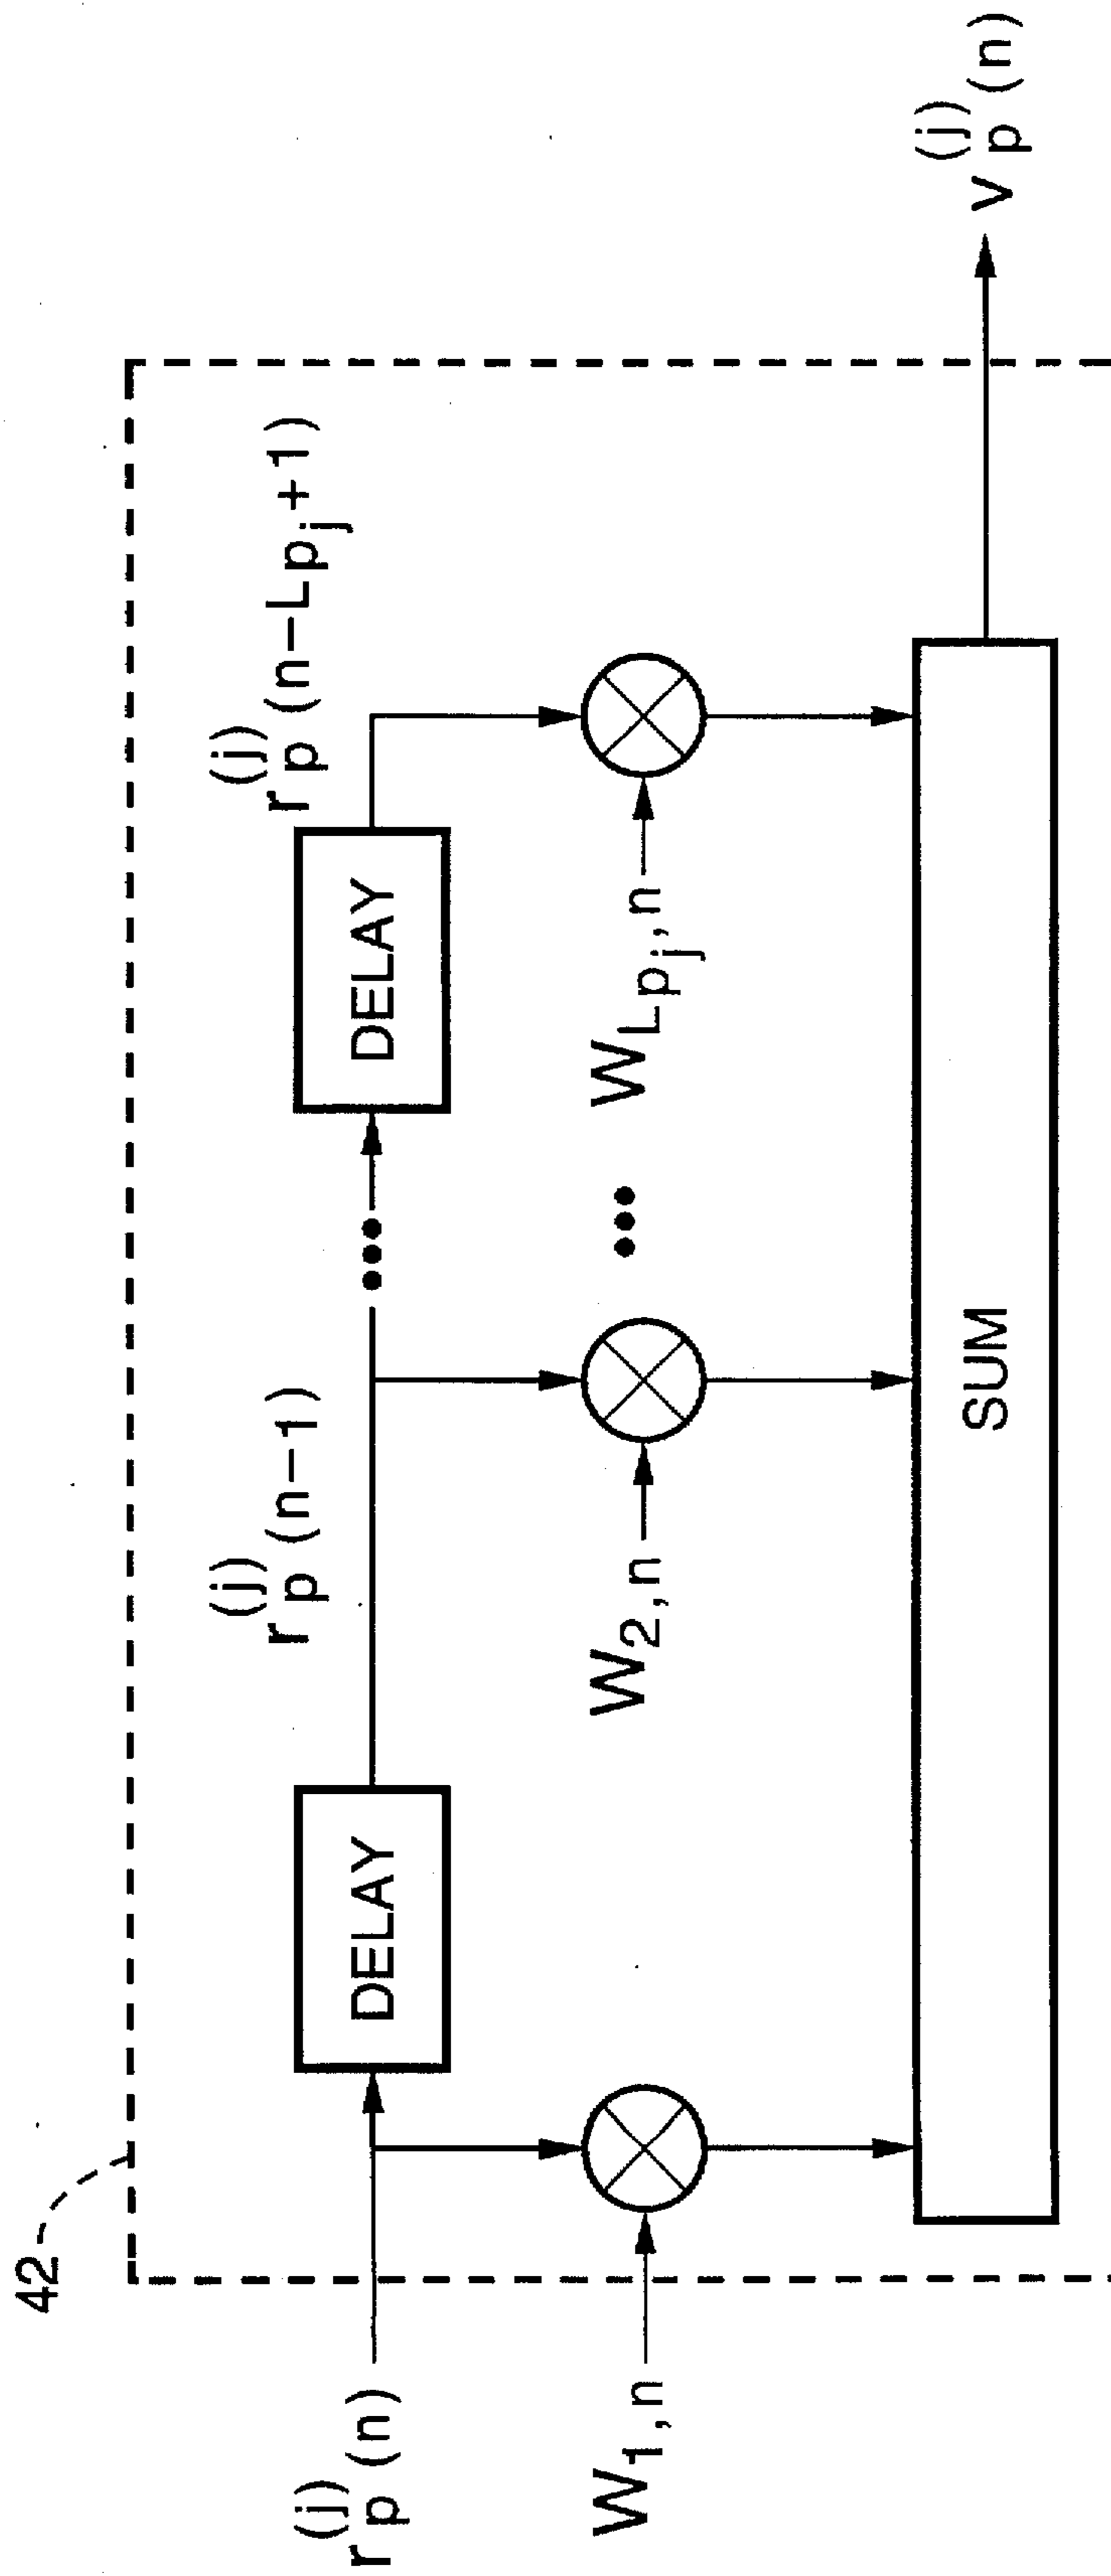 42
r_p^(j)(n-1)
r_p^(j)(n-Lp_j+1)
r_p^(j)(n)
DELAY
DELAY
W_1,n
W_2,n
W_Lp_j,n
SUM
v_p^(j)(n)